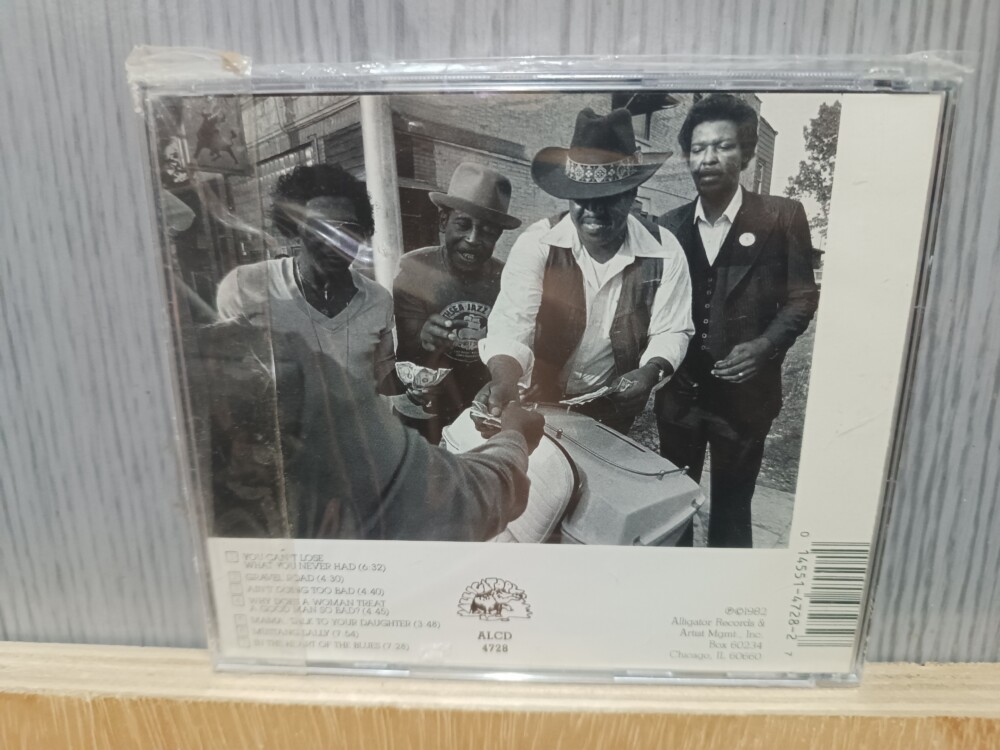 YOU CAN'T LOSE
WHAT YOU NEVER HAD (6:32)
GRAVEL ROAD (4:30)
AIN'T DOING TOO BAD (4:40)
WHY DOES A WOMAN TREAT
A GOOD MAN SO BAD? (4:45)
MAMA, TALK TO YOUR DAUGHTER (3:48)
MUSTANG SALLY (7:54)
IN THE HEART OF THE BLUES (7:28)
ALCD
4728
℗©1982
Alligator Records &
Artist Mgmt., Inc.
Box 60234
Chicago, IL 60660
0 14551-4728-2 7
JAZZ